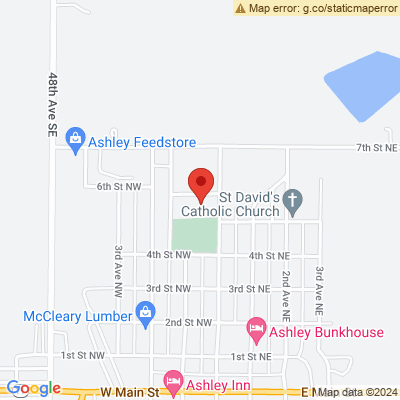 Map error: g.co/staticmaperror
48th Ave SE
Ashley Feedstore
7th St NE
6th St NW
St David's
Catholic Church
3rd Ave NW
4th St NW
4th St NE
3rd St NW
3rd St NE
2nd Ave NE
3rd Ave NE
McCleary Lumber
2nd St NW
Ashley Bunkhouse
1st St NW
1st St NE
Google
W Main St
Ashley Inn
E M
Map data ©2024